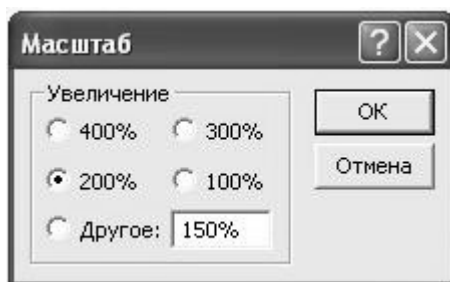 Масштаб
Увеличение
400% 300%
200% 100%
Другое: 150%
OK
Отмена